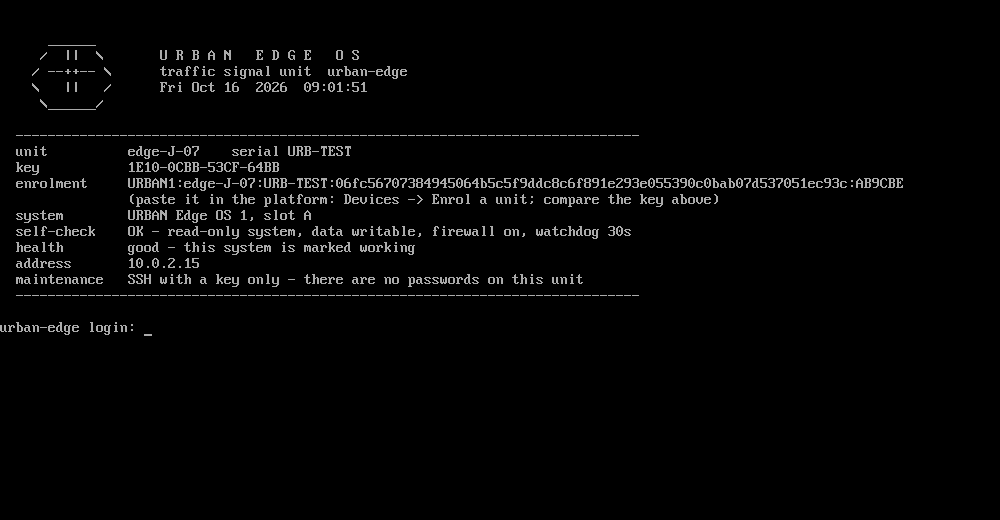 URBAN EDGE OS
traffic signal unit urban-edge
Fri Oct 16 2026 09:01:51
unit edge-J-07 serial URB-TEST
key 1E10-0CBB-53CF-64BB
enrolment URBAN1:edge-J-07:URB-TEST:06fc56707384945064b5c5f9ddc8c6f891e293e055390c0bab07d537051ec93c:AB9CBE
(paste it in the platform: Devices -> Enrol a unit; compare the key above)
system URBAN Edge OS 1, slot A
self-check OK - read-only system, data writable, firewall on, watchdog 30s
health good - this system is marked working
address 10.0.2.15
maintenance SSH with a key only - there are no passwords on this unit
urban-edge login: _